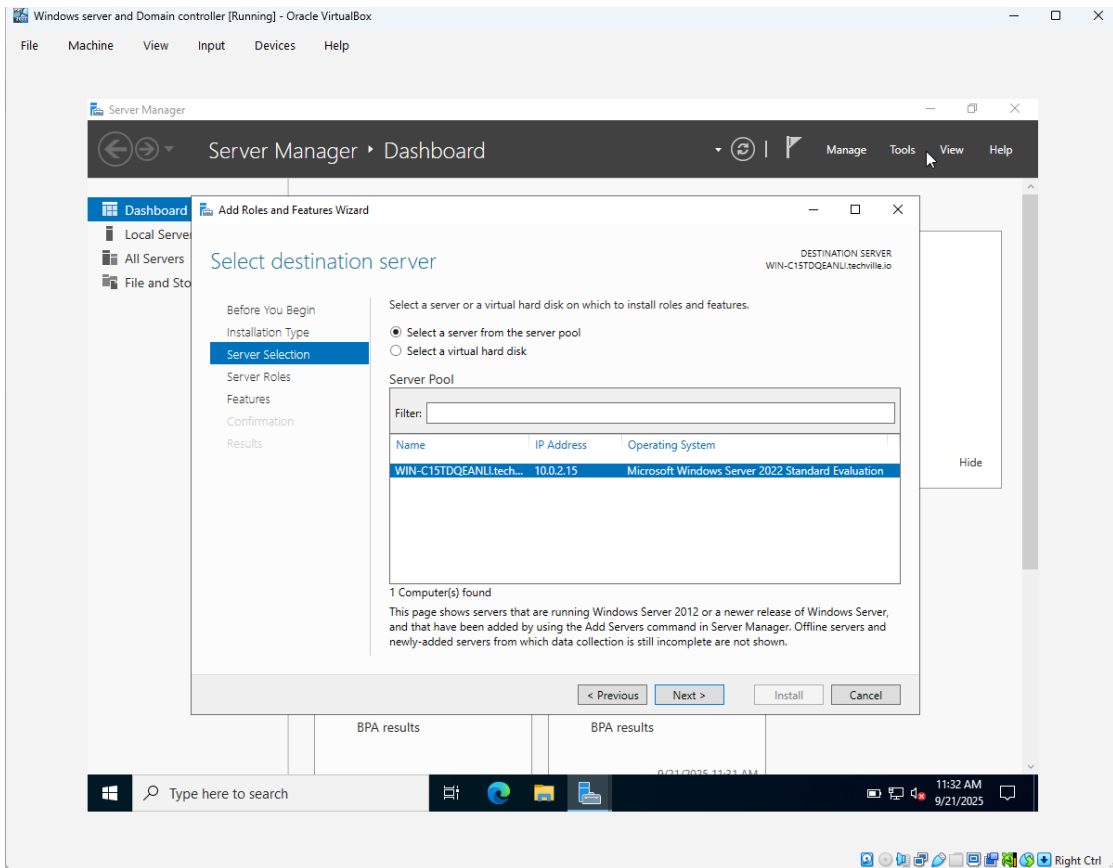 Windows server and Domain controller [Running] - Oracle VirtualBox
File Machine View Input Devices Help
Server Manager
Server Manager • Dashboard
Manage Tools View Help
Dashboard
Local Server
All Servers
File and Sto
Add Roles and Features Wizard
Select destination server
DESTINATION SERVER
WIN-C15TDQEANLI.techville.io
Before You Begin
Installation Type
Server Selection
Server Roles
Features
Confirmation
Results
Select a server or a virtual hard disk on which to install roles and features.
Select a server from the server pool
Select a virtual hard disk
Server Pool
Filter:
Name IP Address Operating System
WIN-C15TDQEANLI.tech... 10.0.2.15 Microsoft Windows Server 2022 Standard Evaluation
1 Computer(s) found
This page shows servers that are running Windows Server 2012 or a newer release of Windows Server,
and that have been added by using the Add Servers command in Server Manager. Offline servers and
newly-added servers from which data collection is still incomplete are not shown.
< Previous Next > Install Cancel
Hide
BPA results BPA results
9/21/2025 11:31 AM
Type here to search
11:32 AM
9/21/2025
Right Ctrl